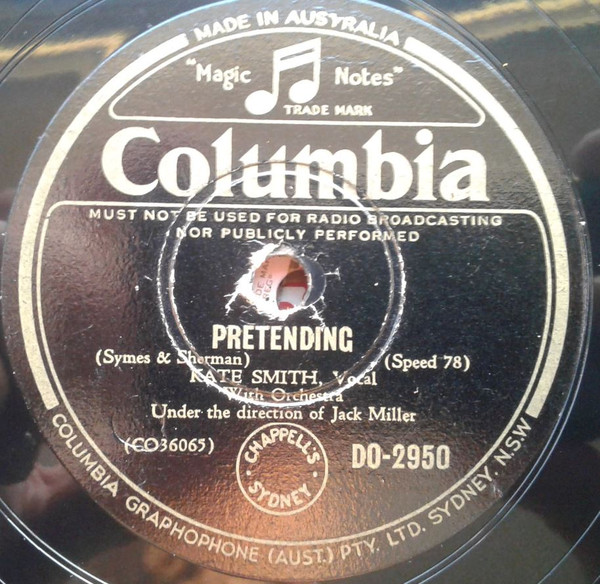 MADE IN AUSTRALIA
"Magic Notes"
TRADE MARK
Columbia
MUST NOT BE USED FOR RADIO BROADCASTING
NOR PUBLICLY PERFORMED
PRETENDING
(Symes & Sherman) (Speed 78)
KATE SMITH, Vocal
With Orchestra
Under the direction of Jack Miller
(CO36065) CHAPPELL'S SYDNEY DO-2950
COLUMBIA GRAPHOPHONE (AUST.) PTY. LTD. SYDNEY, N.S.W.